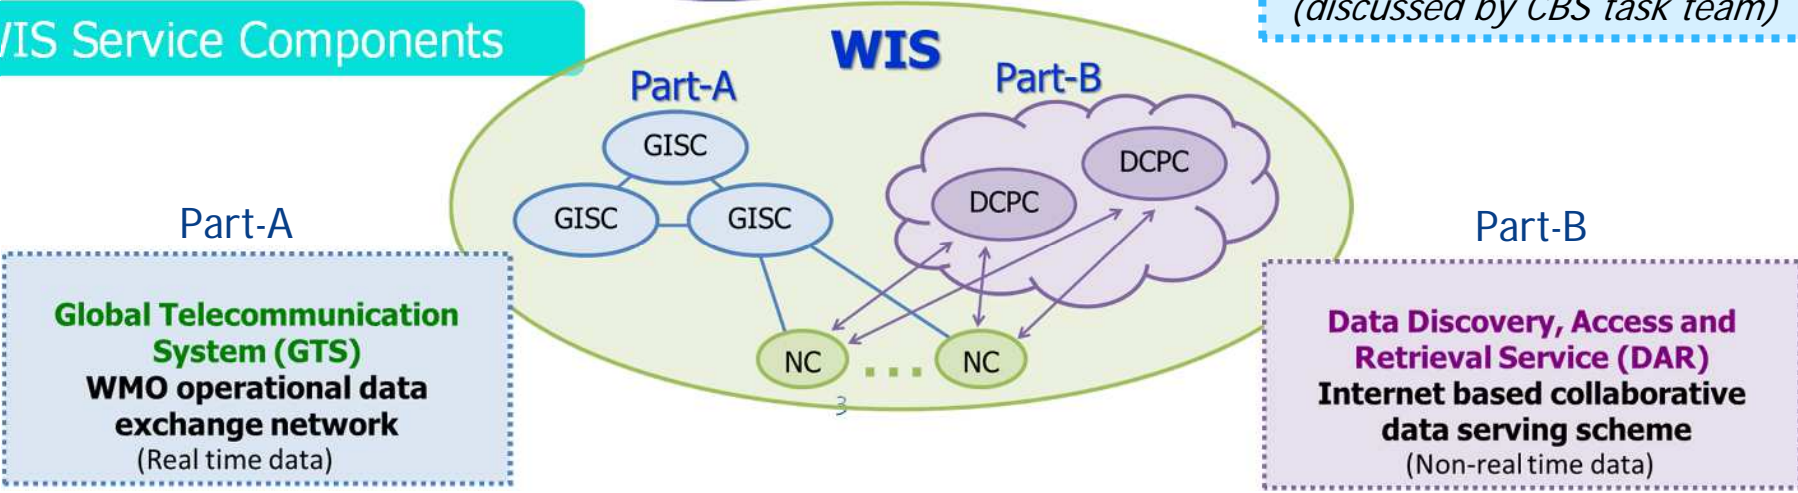 WIS Service Components
(discussed by CBS task team)
WIS
Part-A
Part-B
GISC
GISC
GISC
DCPC
DCPC
NC
....
NC
3
Part-A
Global Telecommunication
System (GTS)
WMO operational data
exchange network
(Real time data)
Part-B
Data Discovery, Access and
Retrieval Service (DAR)
Internet based collaborative
data serving scheme
(Non-real time data)